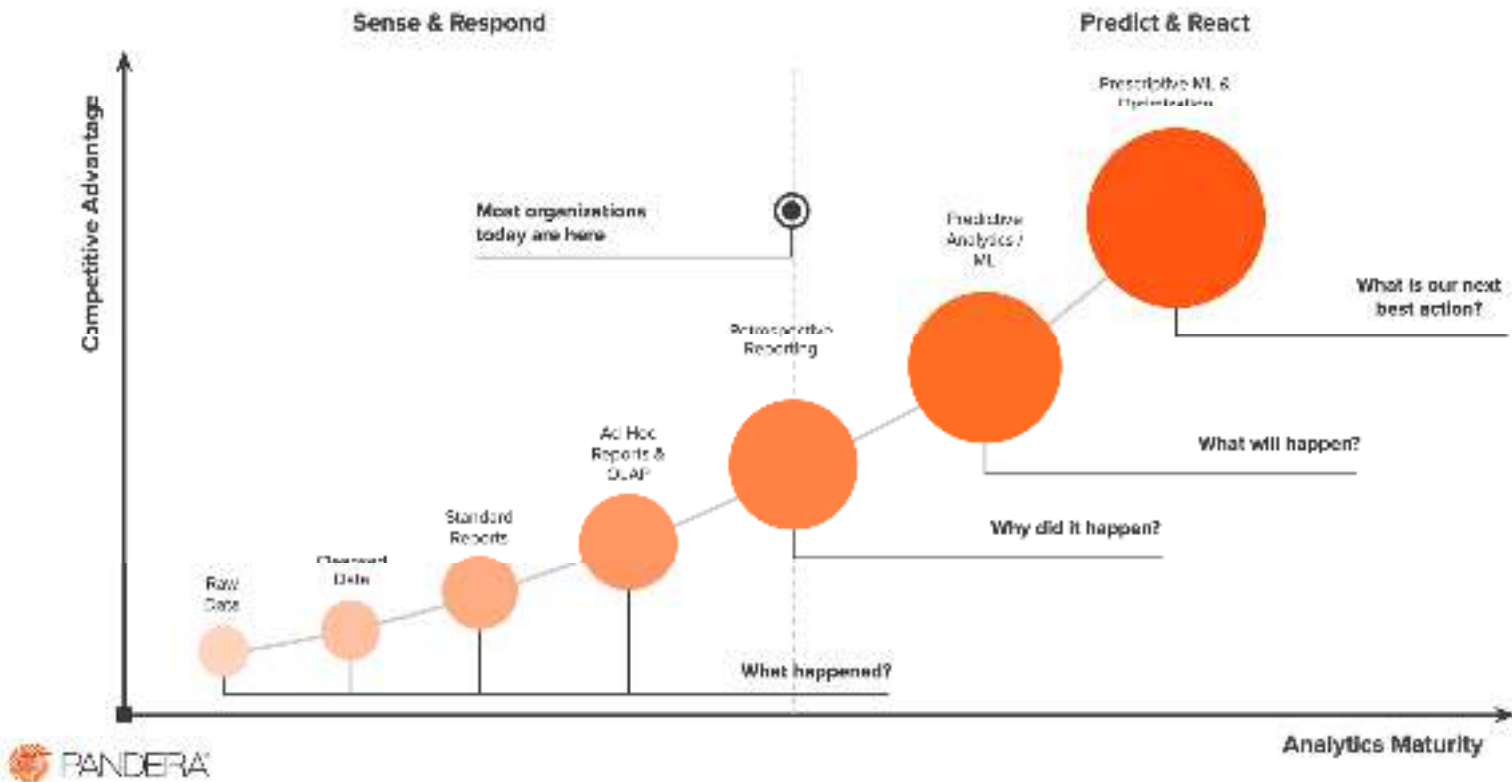 Sense & Respond
Predict & React
Competitive Advantage
Prescriptive ML &
Optimization
Most organizations
today are here
Predictive
Analytics /
ML
What is our next
best action?
Retrospective
Reporting
Ad Hoc
Reports &
OLAP
What will happen?
Standard
Reports
Why did it happen?
Cleansed
Data
Raw
Data
What happened?
Analytics Maturity
PANDERA